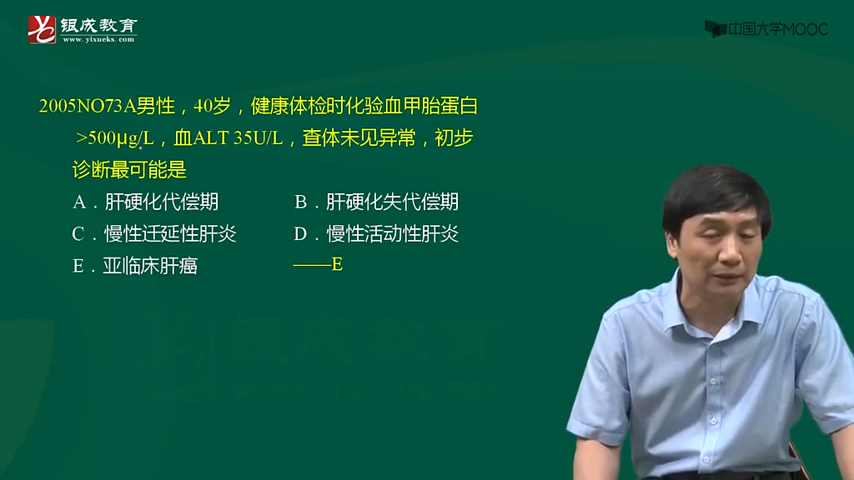 银成教育
www.yixueks.com
中国大学MOOC
2005NO73A男性，40岁，健康体检时化验血甲胎蛋白
>500μg/L，血ALT 35U/L，查体未见异常，初步
诊断最可能是
A．肝硬化代偿期
B．肝硬化失代偿期
C．慢性迁延性肝炎
D．慢性活动性肝炎
E．亚临床肝癌
——E
银成教育